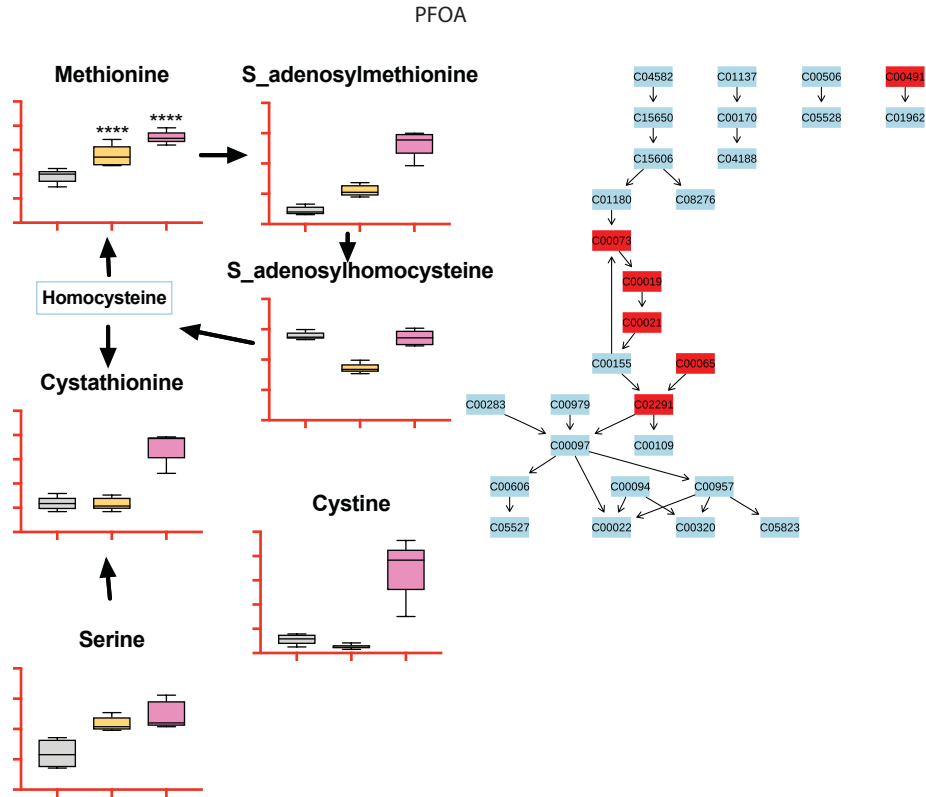 PFOA
Methionine
S_adenosylmethionine
****
****
S_adenosylhomocysteine
Homocysteine
Cystathionine
Cystine
Serine
C04582
C01137
C00506
C00491
C15650
C00170
C05528
C01962
C15606
C04188
C01180
C08276
C00073
C00019
C00021
C00155
C00065
C00283
C00979
C02291
C00097
C00109
C00606
C00094
C00957
C05527
C00022
C00320
C05823